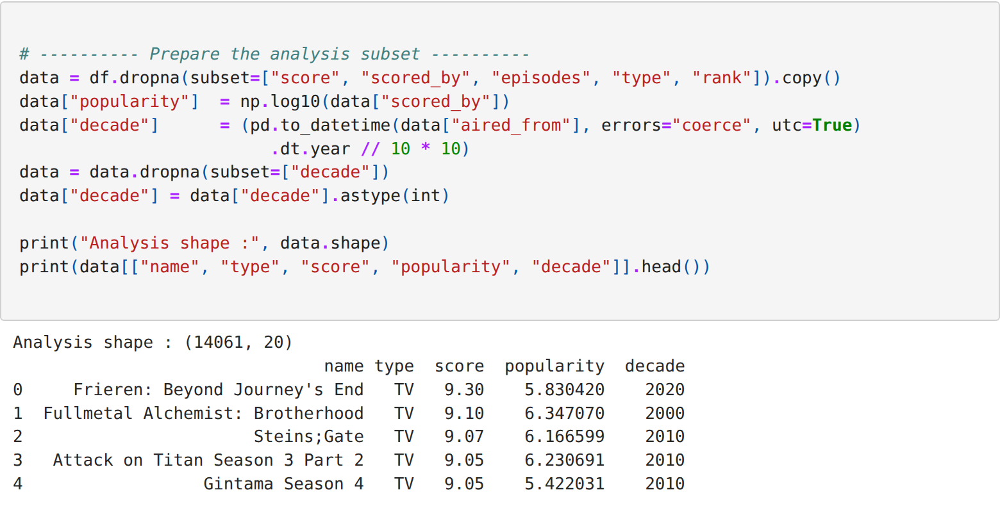 # ---------- Prepare the analysis subset ----------
data = df.dropna(subset=["score", "scored_by", "episodes", "type", "rank"]).copy()
data["popularity"]  = np.log10(data["scored_by"])
data["decade"]      = (pd.to_datetime(data["aired_from"], errors="coerce", utc=True)
                         .dt.year // 10 * 10)
data = data.dropna(subset=["decade"])
data["decade"] = data["decade"].astype(int)

print("Analysis shape :", data.shape)
print(data[["name", "type", "score", "popularity", "decade"]].head())

Analysis shape : (14061, 20)
                               name type  score  popularity  decade
0     Frieren: Beyond Journey's End   TV   9.30    5.830420    2020
1  Fullmetal Alchemist: Brotherhood   TV   9.10    6.347070    2000
2                       Steins;Gate   TV   9.07    6.166599    2010
3   Attack on Titan Season 3 Part 2   TV   9.05    6.230691    2010
4                  Gintama Season 4   TV   9.05    5.422031    2010